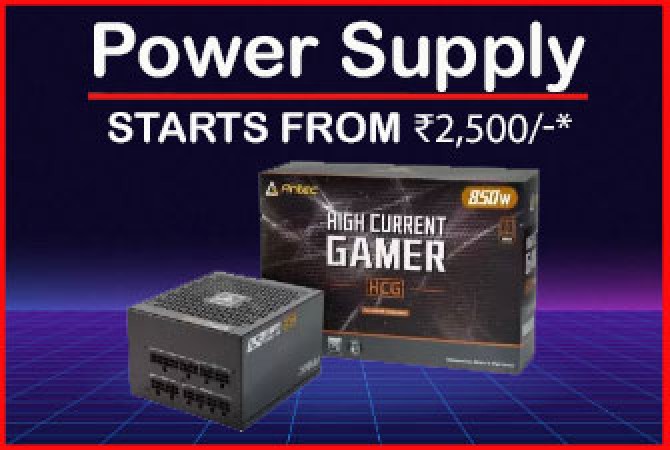 Power Supply
STARTS FROM ₹2,500/-*
Antec
850W
HIGH CURRENT
GAMER
HCG